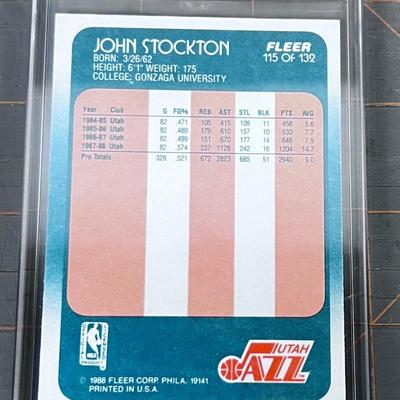 JOHN STOCKTON
BORN: 3/26/62
HEIGHT: 6'1" WEIGHT: 175
COLLEGE: GONZAGA UNIVERSITY
FLEER
115 OF 132
Year Club G FG% REB AST STL BLK PTS AVG
1984-85 Utah 82 .471 105 415 109 11 458 5.6
1985-86 Utah 82 .489 179 610 157 10 630 7.7
1986-87 Utah 82 .499 151 670 177 14 648 7.9
1987-88 Utah 82 .574 237 1128 242 16 1204 14.7
Pro Totals 328 .521 672 2823 685 51 2940 9.0
NBA
UTAH
JAZZ
© 1988 FLEER CORP. PHILA. 19141
PRINTED IN U.S.A.